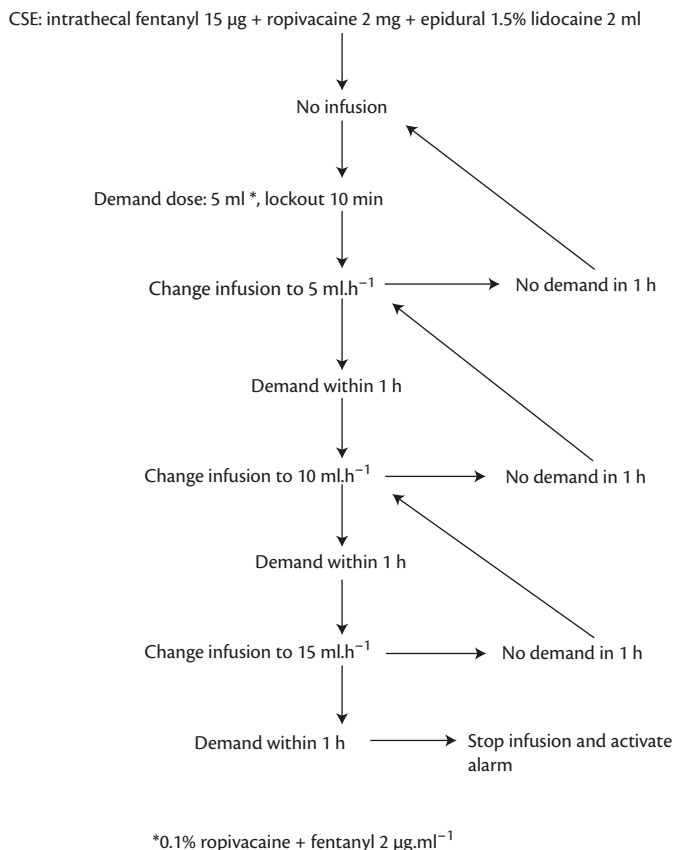 CSE: intrathecal fentanyl 15 µg + ropivacaine 2 mg + epidural 1.5% lidocaine 2 ml
No infusion
Demand dose: 5 ml *, lockout 10 min
Change infusion to 5 ml.h⁻¹
No demand in 1 h
Demand within 1 h
Change infusion to 10 ml.h⁻¹
No demand in 1 h
Demand within 1 h
Change infusion to 15 ml.h⁻¹
No demand in 1 h
Demand within 1 h
Stop infusion and activate
alarm
*0.1% ropivacaine + fentanyl 2 µg.ml⁻¹